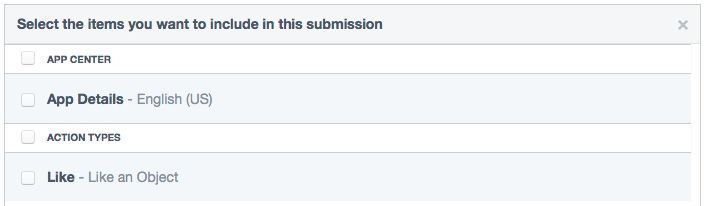 Select the items you want to include in this submission
APP CENTER
App Details - English (US)
ACTION TYPES
Like - Like an Object